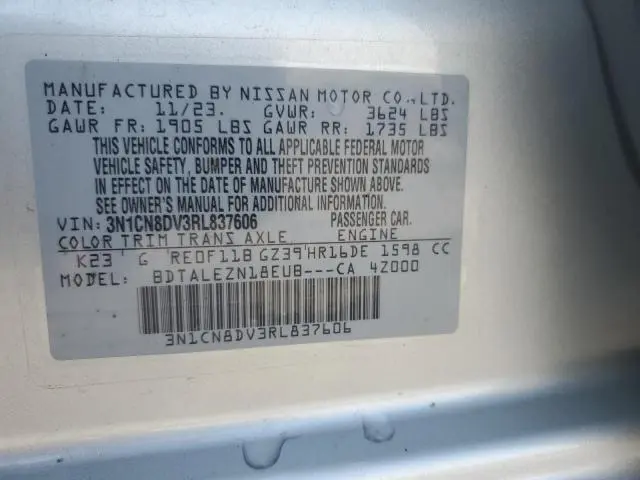 MANUFACTURED BY NISSAN MOTOR CO., LTD.
DATE: 11/23. GVWR: 3624 LBS
GAWR FR: 1905 LBS GAWR RR: 1735 LBS
THIS VEHICLE CONFORMS TO ALL APPLICABLE FEDERAL MOTOR
VEHICLE SAFETY, BUMPER AND THEFT PREVENTION STANDARDS
IN EFFECT ON THE DATE OF MANUFACTURE SHOWN ABOVE.
SEE OWNER'S MANUAL FOR ADDITIONAL INFORMATION.
VIN: 3N1CN8DV3RL837606 PASSENGER CAR.
COLOR TRIM TRANS AXLE ENGINE
K23 G RE0F11B GZ39 HR16DE 1598 CC
MODEL: BDTALEZN18EUB---CA 4Z000
3N1CN8DV3RL837606